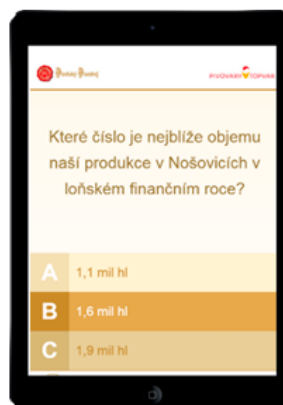 PIVOVARY TOPVAR
Které číslo je nejblíže objemu
naší produkce v Nošovicích v
loňském finančním roce?
A 1,1 mil hl
B 1,6 mil hl
C 1,9 mil hl